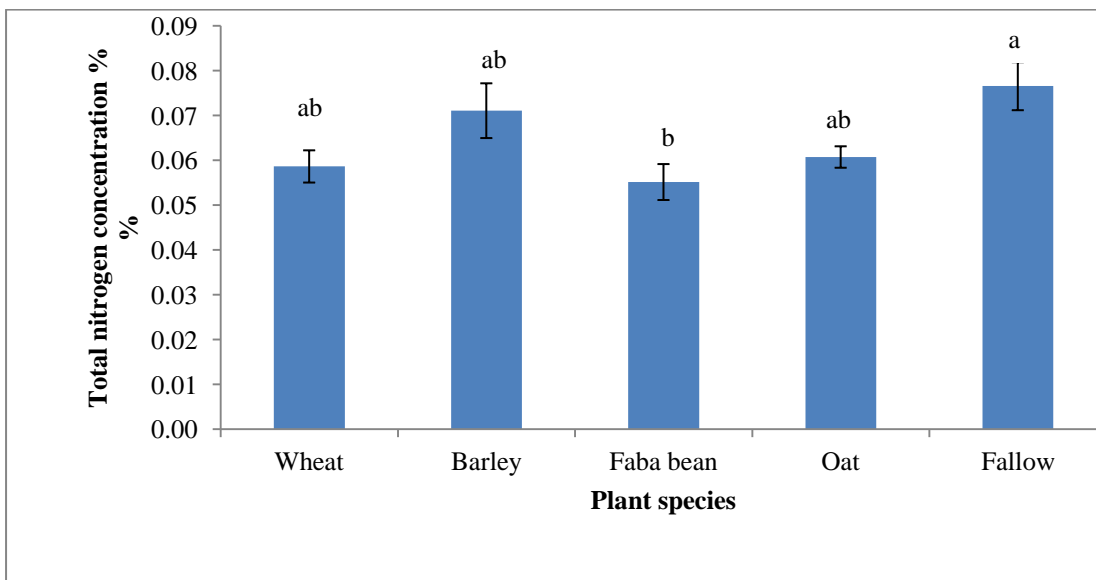 Total nitrogen concentration %
%
0.09
0.08
0.07
0.06
0.05
0.04
0.03
0.02
0.01
0.00
ab
ab
b
ab
a
Wheat Barley Faba bean Oat Fallow
Plant species